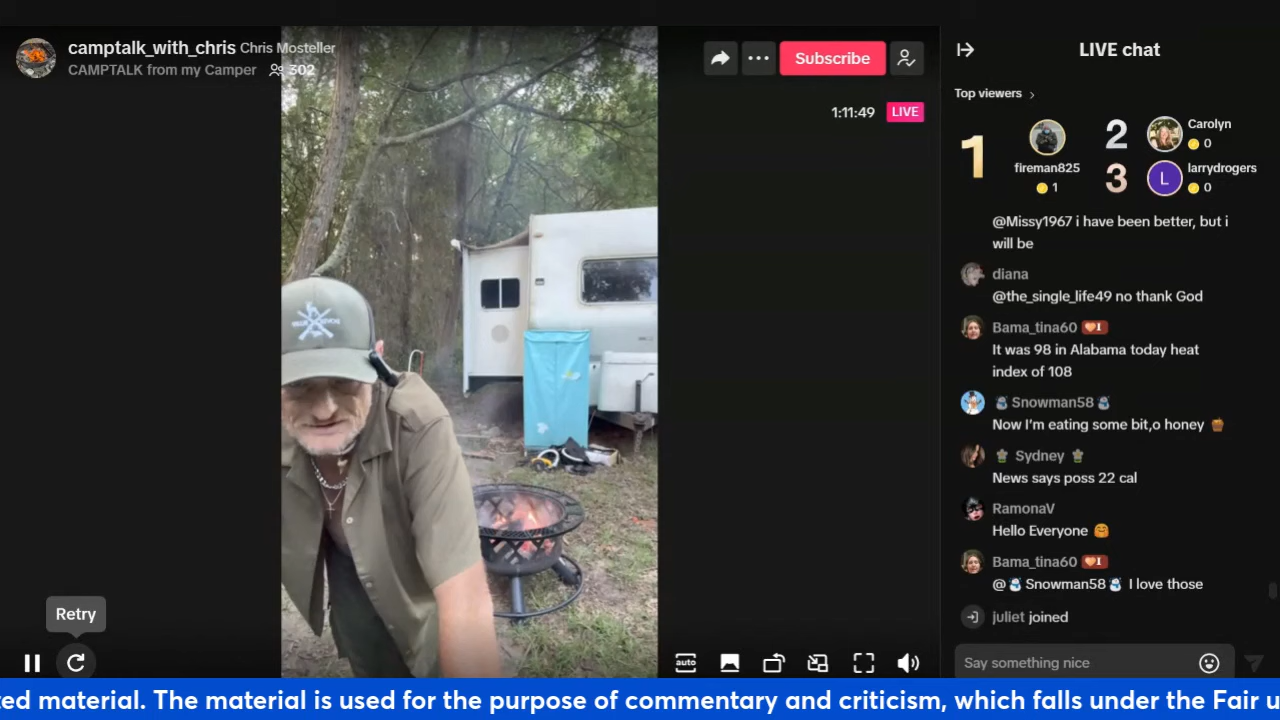 camptalk_with_chris Chris Mosteller
CAMPTALK from my Camper 302
Subscribe
1:11:49 LIVE
LIVE chat
Top viewers
1
fireman825
1
2
Carolyn
0
3
L
larrydrogers
0
@Missy1967 i have been better, but i
will be
diana
@the_single_life49 no thank God
Bama_tina60 I
It was 98 in Alabama today heat
index of 108
☃Snowman58☃
Now I'm eating some bit,o honey
Sydney
News says poss 22 cal
RamonaV
Hello Everyone 🤗
Bama_tina60 I
@☃Snowman58☃ I love those
juliet joined
Retry
auto
Say something nice
ted material. The material is used for the purpose of commentary and criticism, which falls under the Fair u